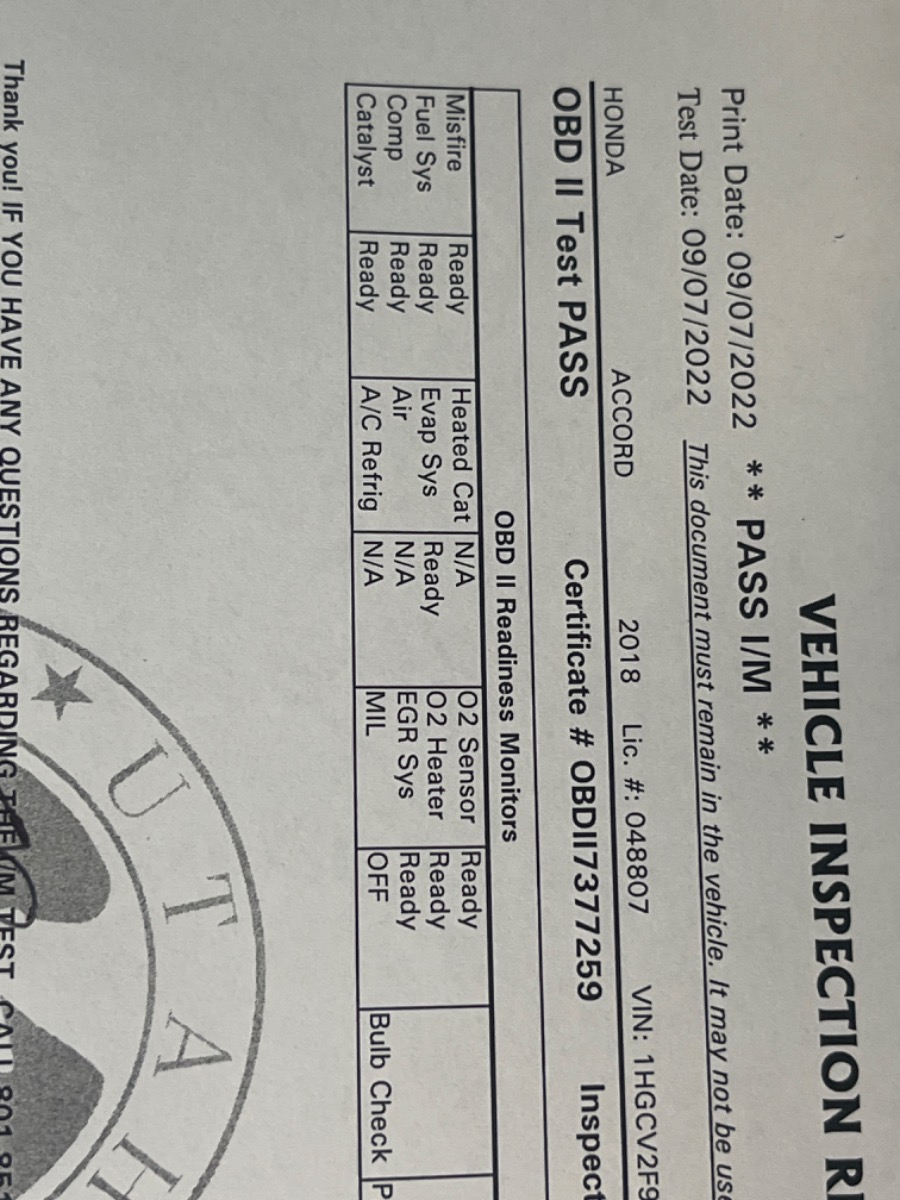 VEHICLE INSPECTION R
Print Date: 09/07/2022 ** PASS I/M **
Test Date: 09/07/2022 This document must remain in the vehicle. It may not be use
HONDA ACCORD 2018 Lic. #: 048807 VIN: 1HGCV2F9
OBD II Test PASS Certificate # OBDII7377259 Inspect
OBD II Readiness Monitors
Misfire Ready Heated Cat N/A O2 Sensor Ready
Fuel Sys Ready Evap Sys Ready O2 Heater Ready
Comp Ready Air N/A EGR Sys Ready
Catalyst Ready A/C Refrig N/A MIL OFF Bulb Check P
UTAH
Thank you! IF YOU HAVE ANY QUESTIONS REGARDING THE I/M TEST CALL 801